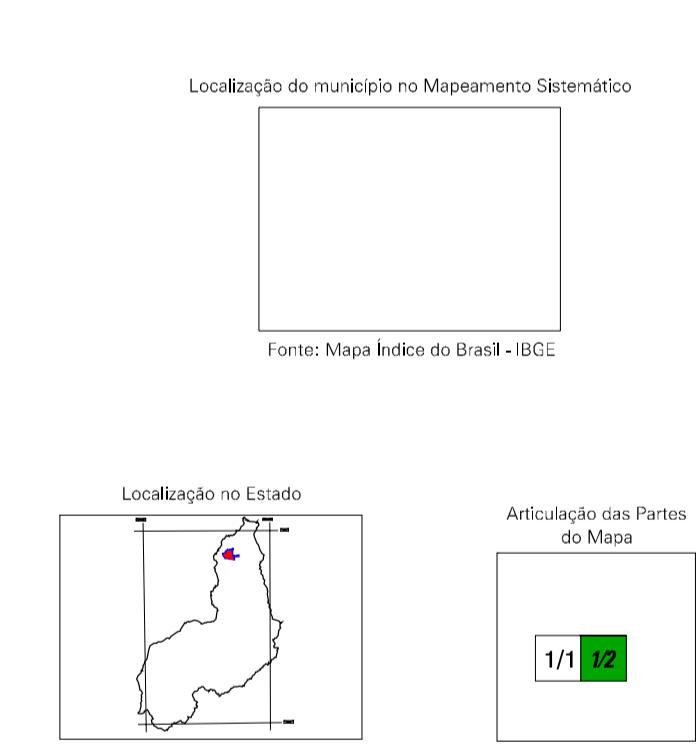 Localização do município no Mapeamento Sistemático
Fonte: Mapa Índice do Brasil - IBGE
Localização no Estado
Articulação das Partes
do Mapa
1/1 1/2